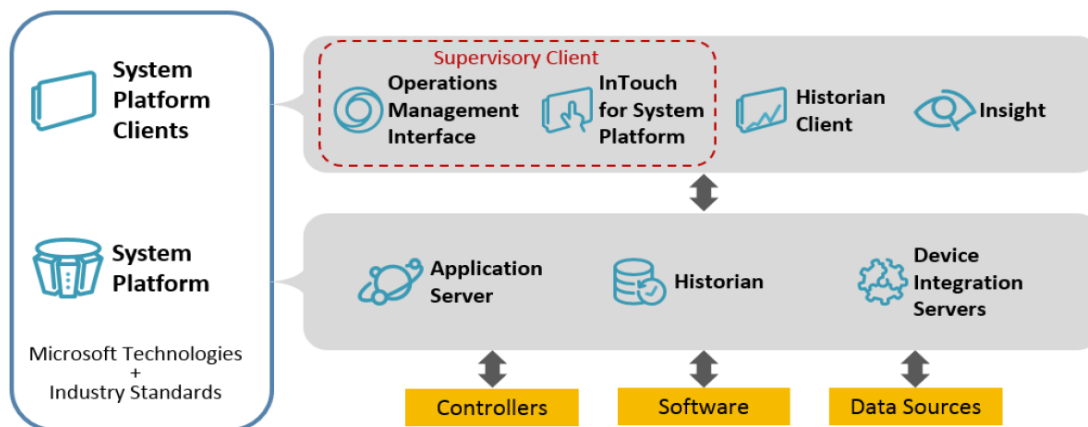 System
Platform
Clients
Supervisory Client
Operations
Management
Interface
InTouch
for System
Platform
Historian
Client
Insight
System
Platform
Application
Server
Historian
Device
Integration
Servers
Microsoft Technologies
+
Industry Standards
Controllers
Software
Data Sources